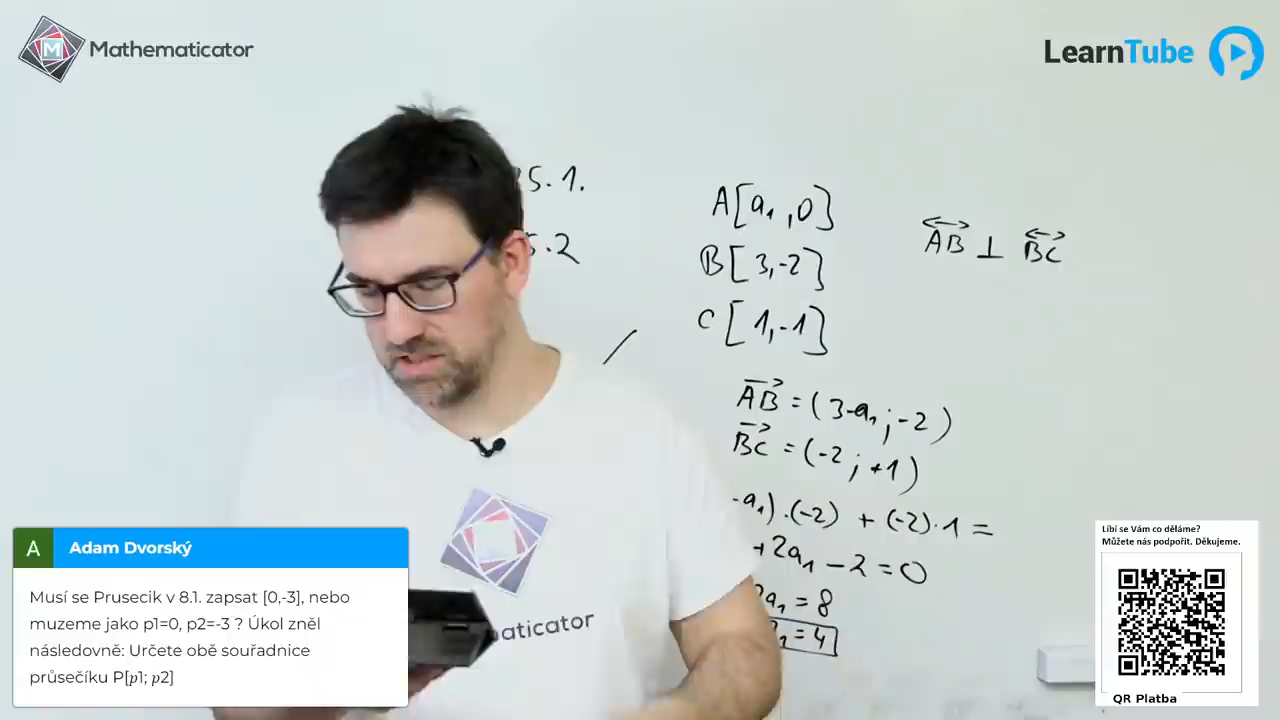 Mathematicator
LearnTube
5.1.
5.2
A[a₁,0]
B[3,-2]
C[1,-1]
AB ⊥ BC
AB = (3-a₁;-2)
BC = (-2;+1)
-a₁).(-2) + (-2).1 =
+2a₁ - 2 = 0
a₁ = 8
₁ = 4
aticator
A Adam Dvorský
Musí se Prusecik v 8.1. zapsat [0,-3], nebo
muzeme jako p1=0, p2=-3 ? Úkol zněl
následovně: Určete obě souřadnice
průsečíku P[p1; p2]
Líbí se Vám co děláme?
Můžete nás podpořit. Děkujeme.
QR Platba